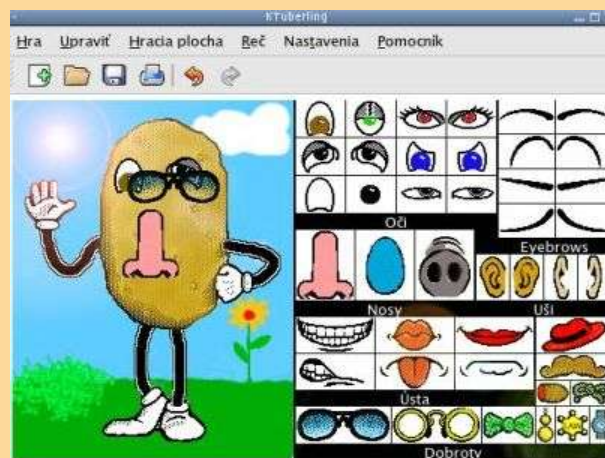 KTuberling
Hra Upraviť Hracia plocha Reč Nastavenia Pomocník
Oči
Eyebrows
Nosy
Uši
Ústa
Dobroty